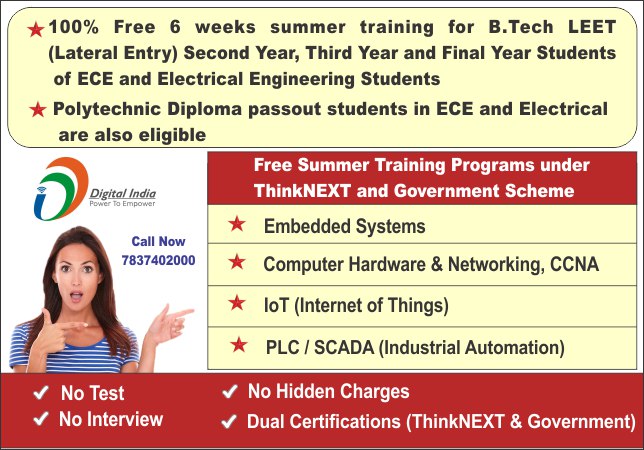 100% Free 6 weeks summer training for B.Tech LEET
(Lateral Entry) Second Year, Third Year and Final Year Students
of ECE and Electrical Engineering Students
Polytechnic Diploma passout students in ECE and Electrical
are also eligible
Digital India
Power To Empower
Call Now
7837402000
Free Summer Training Programs under
ThinkNEXT and Government Scheme
Embedded Systems
Computer Hardware & Networking, CCNA
IoT (Internet of Things)
PLC / SCADA (Industrial Automation)
No Test
No Interview
No Hidden Charges
Dual Certifications (ThinkNEXT & Government)